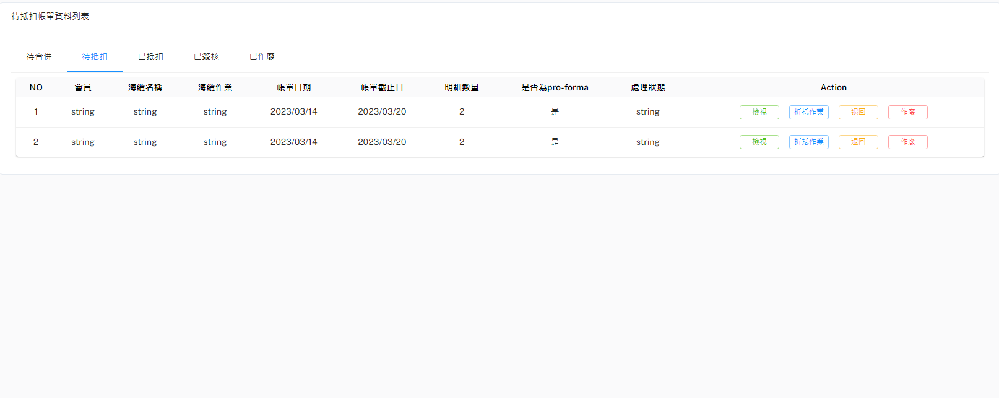 待抵扣帳單資料列表
待合併 待抵扣 已抵扣 已簽核 已作廢
NO 會員 海纜名稱 海纜作業 帳單日期 帳單截止日 明細數量 是否為pro-forma 處理狀態 Action
1 string string string 2023/03/14 2023/03/20 2 是 string 檢視 折抵作業 退回 作廢
2 string string string 2023/03/14 2023/03/20 2 是 string 檢視 折抵作業 退回 作廢